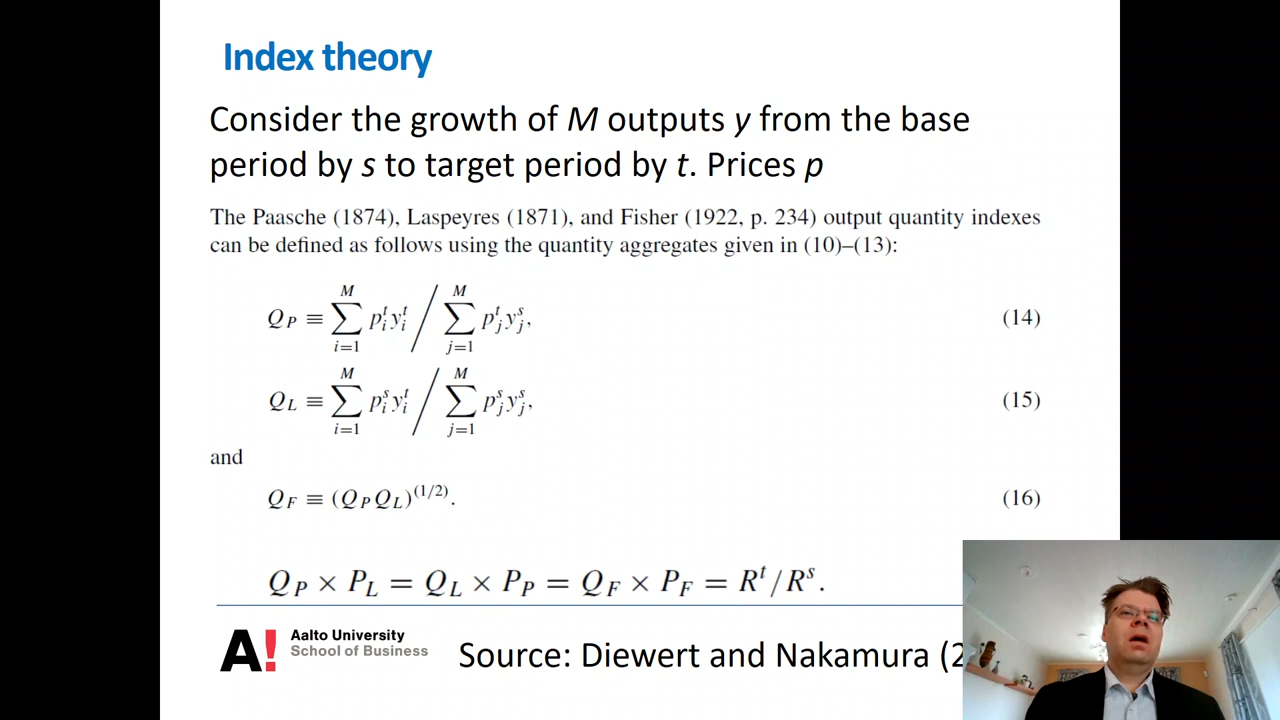 Index theory
Consider the growth of M outputs y from the base
period by s to target period by t. Prices p
The Paasche (1874), Laspeyres (1871), and Fisher (1922, p. 234) output quantity indexes
can be defined as follows using the quantity aggregates given in (10)–(13):
Q_P ≡ ∑_{i=1}^{M} p_i^t y_i^t / ∑_{j=1}^{M} p_j^t y_j^s, (14)
Q_L ≡ ∑_{i=1}^{M} p_i^s y_i^t / ∑_{j=1}^{M} p_j^s y_j^s, (15)
and
Q_F ≡ (Q_P Q_L)^{(1/2)}. (16)
Q_P × P_L = Q_L × P_P = Q_F × P_F = R^t / R^s.
A! Aalto University
School of Business
Source: Diewert and Nakamura (2